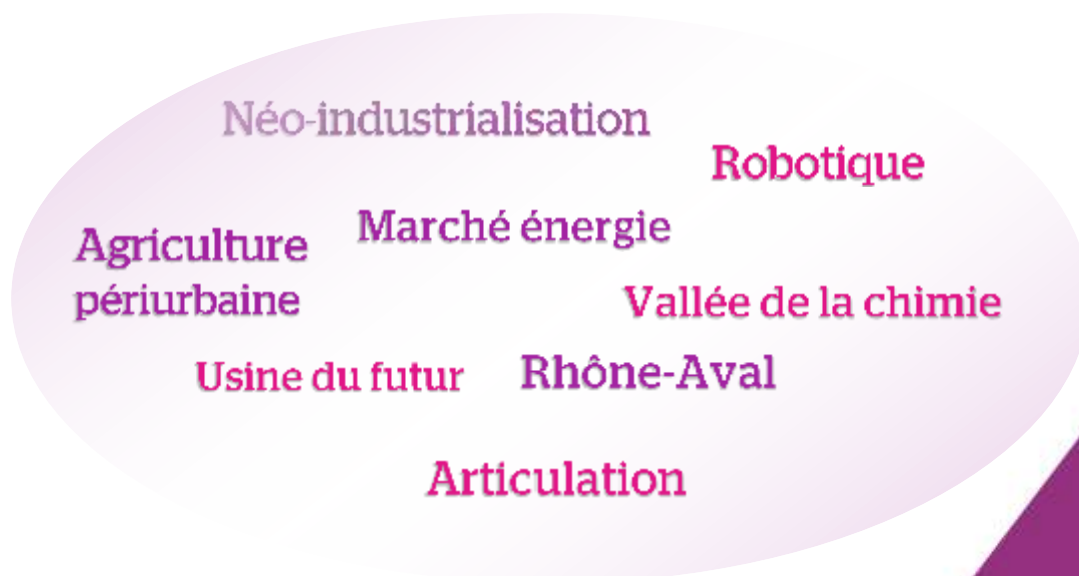 Néo-industrialisation
Robotique
Marché énergie
Agriculture
périurbaine
Vallée de la chimie
Usine du futur
Rhône-Aval
Articulation